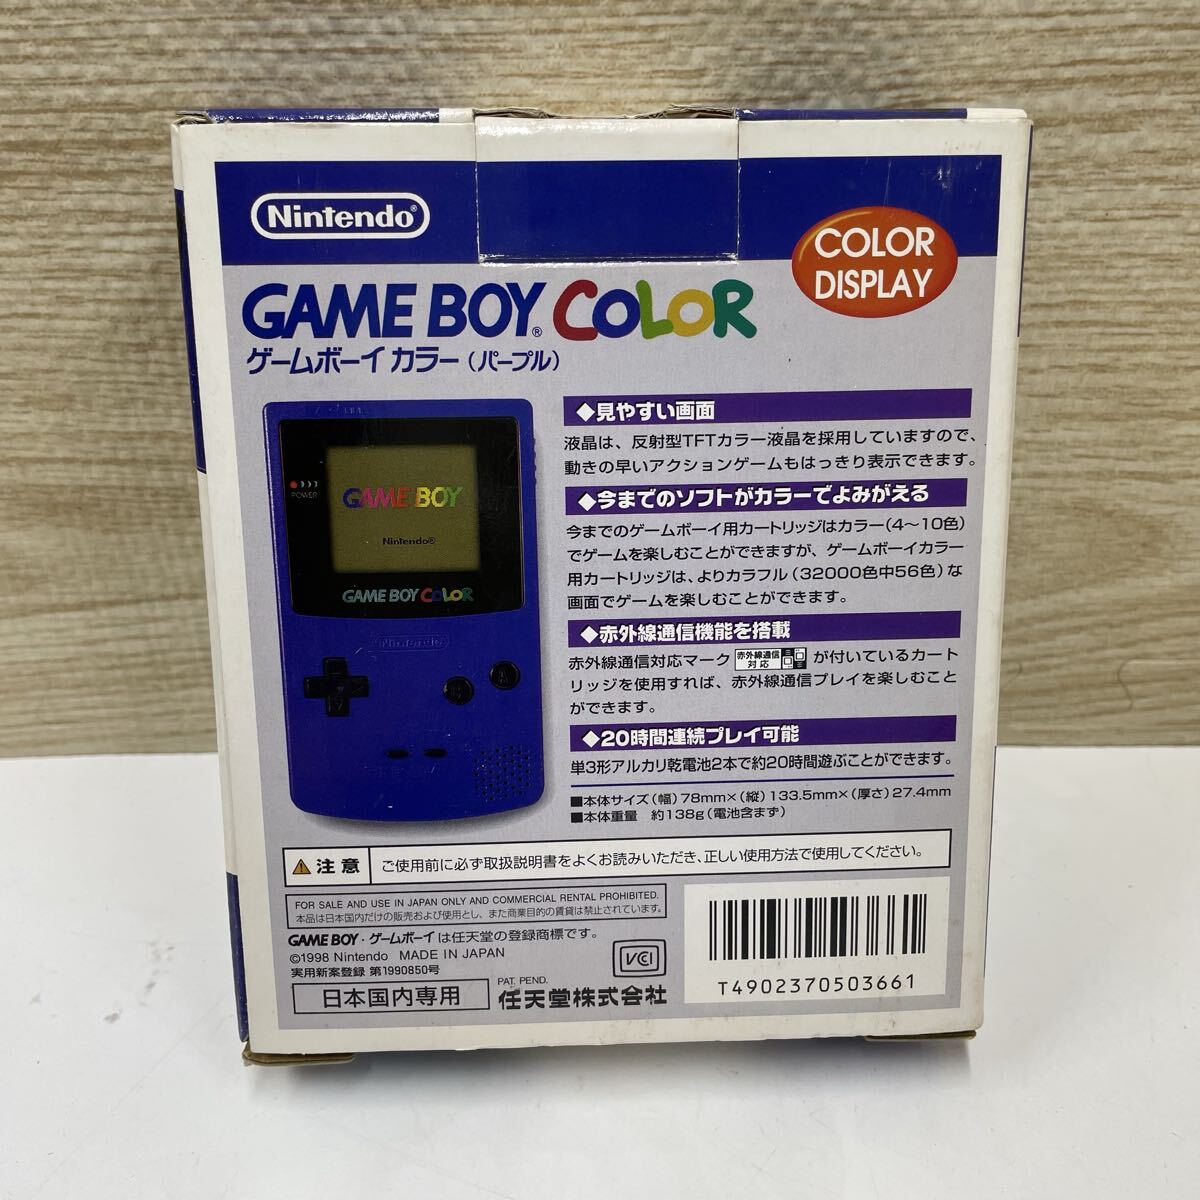 Nintendo®
COLOR
DISPLAY
GAME BOY® COLOR
ゲームボーイ カラー(パープル)
POWER
GAME BOY
Nintendo®
GAME BOY COLOR
Nintendo
B
A
◆見やすい画面
液晶は、反射型TFTカラー液晶を採用していますので、
動きの早いアクションゲームもはっきり表示できます。
◆今までのソフトがカラーでよみがえる
今までのゲームボーイ用カートリッジはカラー(4〜10色)
でゲームを楽しむことができますが、ゲームボーイカラー
用カートリッジは、よりカラフル(32000色中56色)な
画面でゲームを楽しむことができます。
◆赤外線通信機能を搭載
赤外線通信対応マーク 赤外線通信対応 が付いているカート
リッジを使用すれば、赤外線通信プレイを楽しむこと
ができます。
◆20時間連続プレイ可能
単3形アルカリ乾電池2本で約20時間遊ぶことができます。
■本体サイズ(幅)78mm×(縦)133.5mm×(厚さ)27.4mm
■本体重量 約138g(電池含まず)
注意 ご使用前に必ず取扱説明書をよくお読みいただき、正しい使用方法で使用してください。
FOR SALE AND USE IN JAPAN ONLY AND COMMERCIAL RENTAL PROHIBITED.
本品は日本国内だけの販売および使用とし、また商業目的の賃貸は禁止されています。
GAME BOY・ゲームボーイは任天堂の登録商標です。
©1998 Nintendo MADE IN JAPAN
実用新案登録 第1990850号
PAT. PEND.
日本国内専用
任天堂株式会社
VCI
T4902370503661